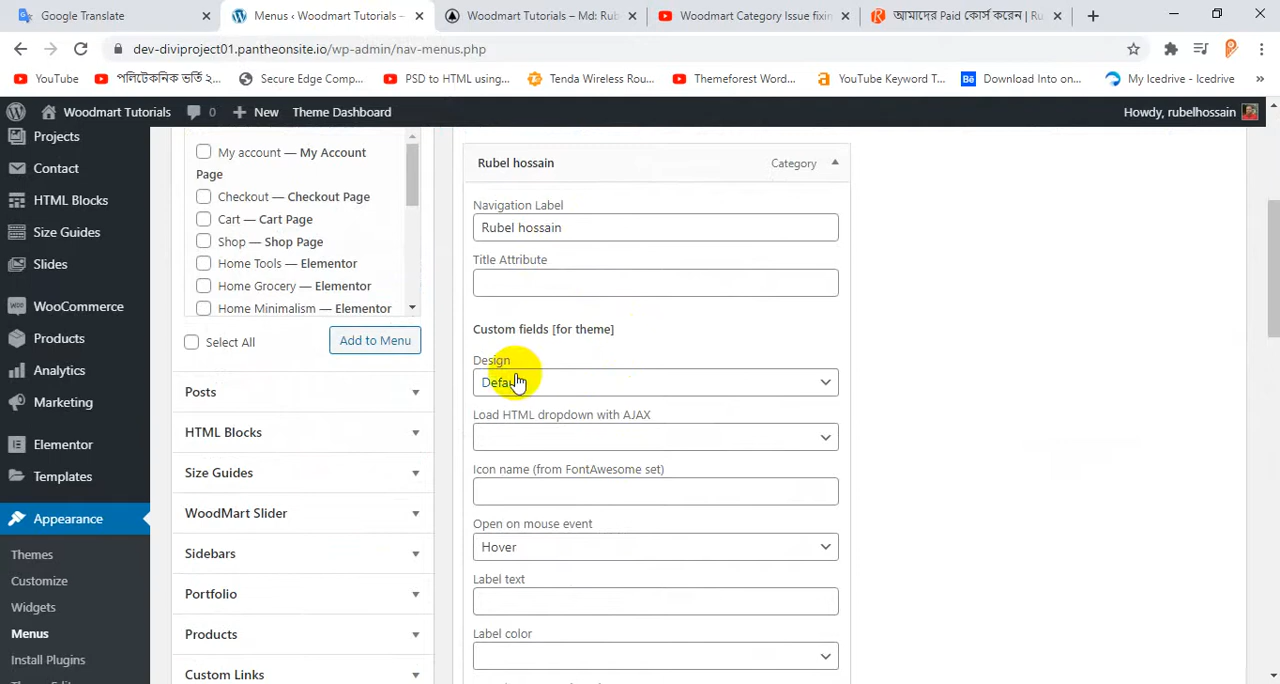 Google Translate
Menus ‹ Woodmart Tutorials –
Woodmart Tutorials – Md: Rub
Woodmart Category Issue fixin
আমাদের Paid কোর্স করেন | Ru
dev-diviproject01.pantheonsite.io/wp-admin/nav-menus.php
YouTube
পলিটেকনিক ভর্তি ২...
Secure Edge Comp...
PSD to HTML using...
Tenda Wireless Rou...
Themeforest Word...
YouTube Keyword T...
Download Into on...
My Icedrive - Icedrive
»
Woodmart Tutorials
0
New
Theme Dashboard
Howdy, rubelhossain
Projects
Contact
HTML Blocks
Size Guides
Slides
WooCommerce
Products
Analytics
Marketing
Elementor
Templates
Appearance
Themes
Customize
Widgets
Menus
Install Plugins
My account — My Account
Page
Checkout — Checkout Page
Cart — Cart Page
Shop — Shop Page
Home Tools — Elementor
Home Grocery — Elementor
Home Minimalism — Elementor
Select All
Add to Menu
Posts
HTML Blocks
Size Guides
WoodMart Slider
Sidebars
Portfolio
Products
Custom Links
Rubel hossain
Category
Navigation Label
Rubel hossain
Title Attribute
Custom fields [for theme]
Design
Load HTML dropdown with AJAX
Icon name (from FontAwesome set)
Open on mouse event
Hover
Label text
Label color